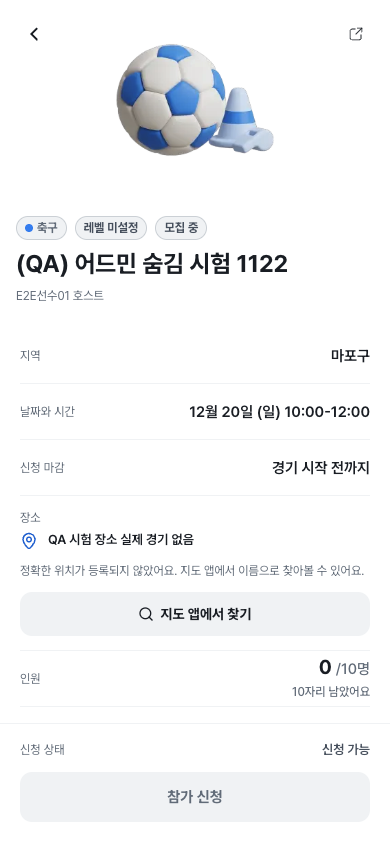 축구 레벨 미설정 모집 중
(QA) 어드민 숨김 시험 1122
E2E선수01 호스트
지역 마포구
날짜와 시간 12월 20일 (일) 10:00-12:00
신청 마감 경기 시작 전까지
장소
QA 시험 장소 실제 경기 없음
정확한 위치가 등록되지 않았어요. 지도 앱에서 이름으로 찾아볼 수 있어요.
지도 앱에서 찾기
인원 0 /10명
10자리 남았어요
신청 상태 신청 가능
참가 신청